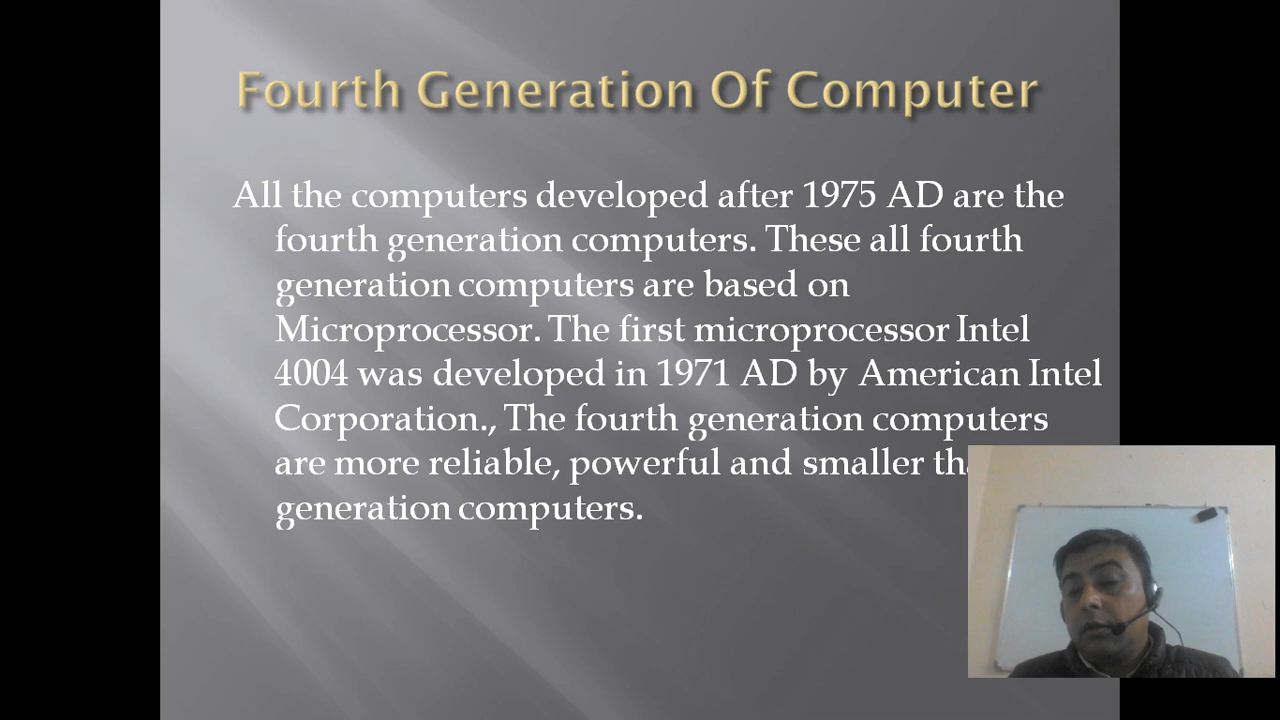 Fourth Generation Of Computer
All the computers developed after 1975 AD are the
fourth generation computers. These all fourth
generation computers are based on
Microprocessor. The first microprocessor Intel
4004 was developed in 1971 AD by American Intel
Corporation., The fourth generation computers
are more reliable, powerful and smaller
generation computers.